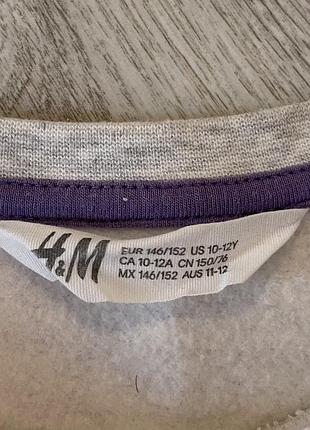 H&M
EUR 146/152 US 10-12Y
CA 10-12A CN 150/76
MX 146/152 AUS 11-12